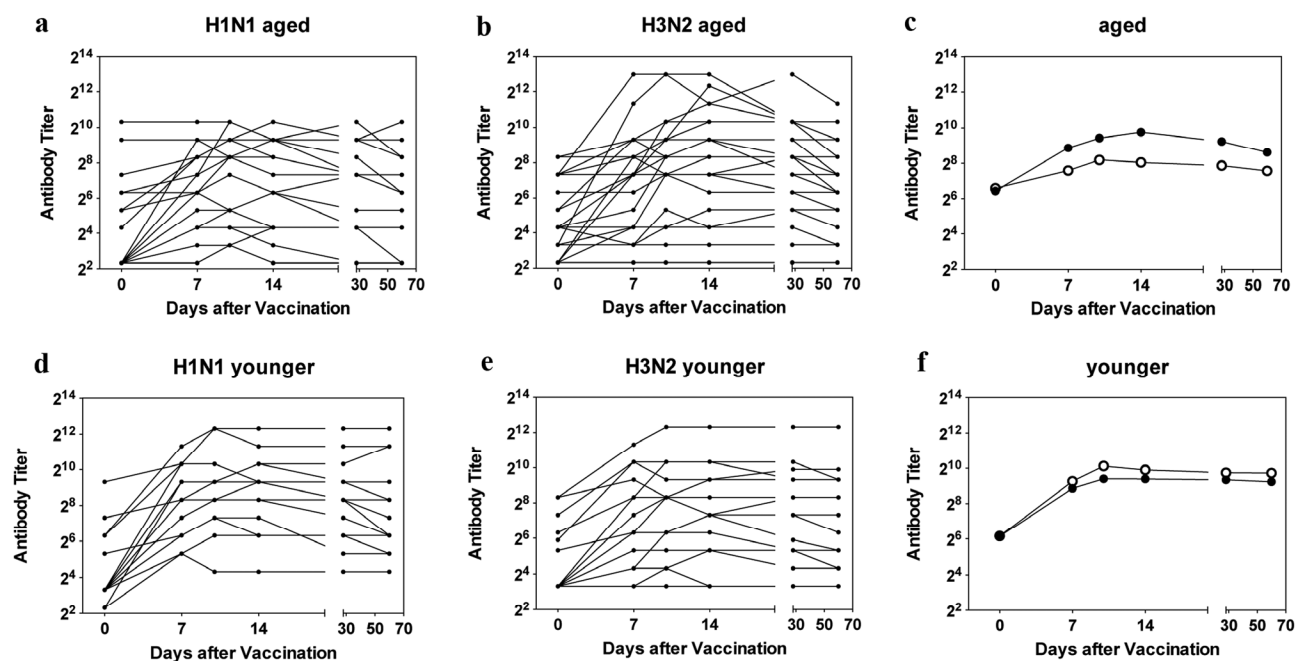 a
H1N1 aged
2^14
2^12
2^10
2^8
2^6
2^4
2^2
Antibody Titer
0 7 14 30 50 70
Days after Vaccination
b
H3N2 aged
2^14
2^12
2^10
2^8
2^6
2^4
2^2
Antibody Titer
0 7 14 30 50 70
Days after Vaccination
c
aged
2^14
2^12
2^10
2^8
2^6
2^4
2^2
Antibody Titer
0 7 14 30 50 70
Days after Vaccination
d
H1N1 younger
2^14
2^12
2^10
2^8
2^6
2^4
2^2
Antibody Titer
0 7 14 30 50 70
Days after Vaccination
e
H3N2 younger
2^14
2^12
2^10
2^8
2^6
2^4
2^2
Antibody Titer
0 7 14 30 50 70
Days after Vaccination
f
younger
2^14
2^12
2^10
2^8
2^6
2^4
2^2
Antibody Titer
0 7 14 30 50 70
Days after Vaccination